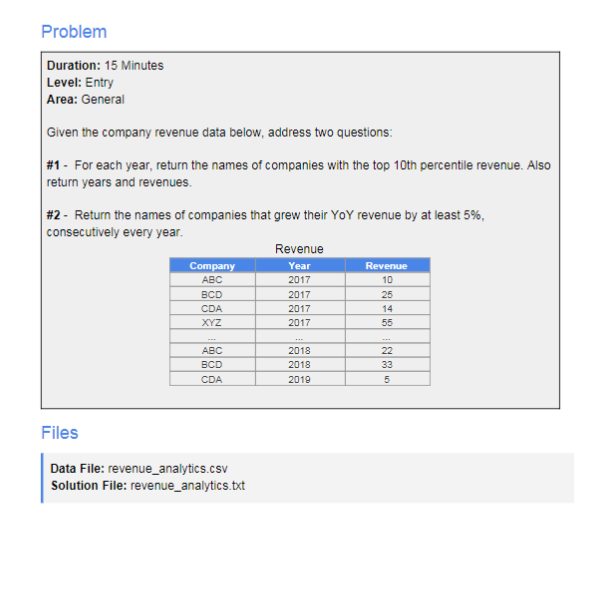 Problem
Duration: 15 Minutes
Level: Entry
Area: General
Given the company revenue data below, address two questions:
#1 - For each year, return the names of companies with the top 10th percentile revenue. Also
return years and revenues.
#2 - Return the names of companies that grew their YoY revenue by at least 5%,
consecutively every year.
Revenue
Company Year Revenue
ABC 2017 10
BCD 2017 25
CDA 2017 14
XYZ 2017 55
... ... ...
ABC 2018 22
BCD 2018 33
CDA 2019 5
Files
Data File: revenue_analytics.csv
Solution File: revenue_analytics.txt